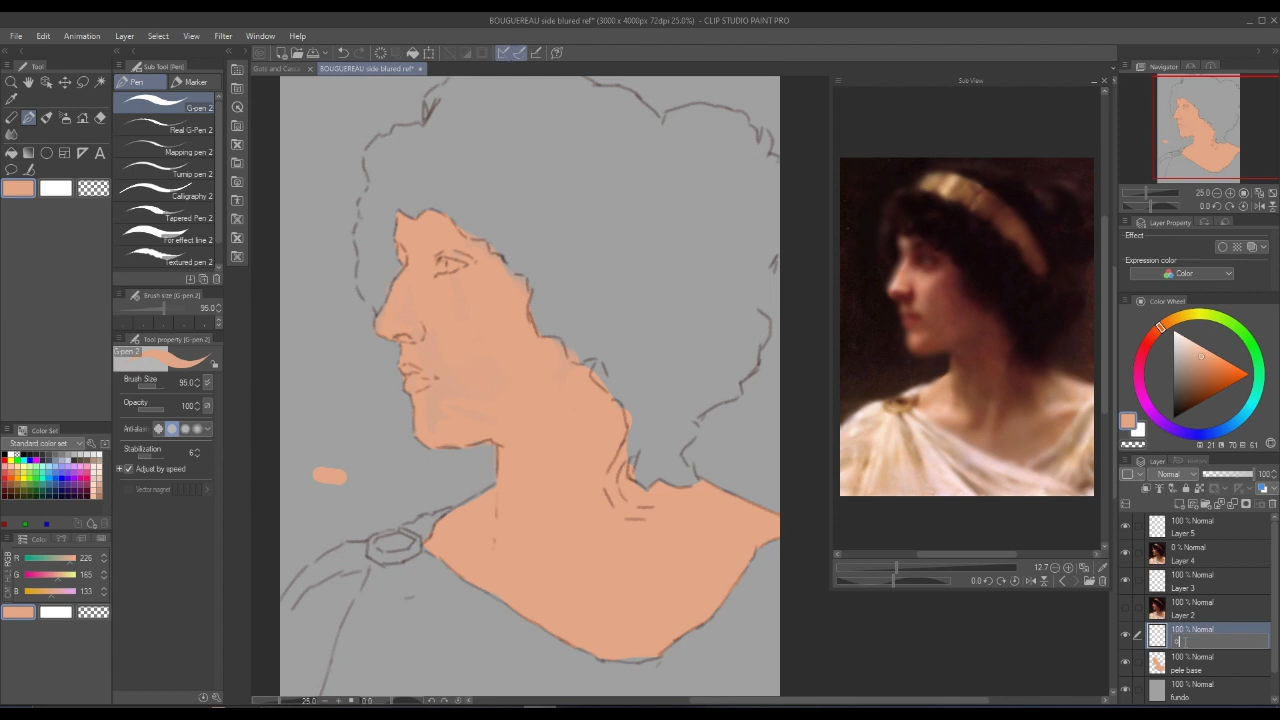 BOUGUEREAU side blured ref* (3000 x 4000px 72dpi 25.0%) - CLIP STUDIO PAINT PRO
File Edit Animation Layer Select View Filter Window Help
Tool
Sub Tool [Pen]
BOUGUEREAU side blured ref*
Sub View
Navigator
Pen
Marker
G-pen 2
Real G-Pen 2
Mapping pen 2
Turnip pen 2
Calligraphy 2
Tapered Pen 2
For effect line 2
Textured pen 2
Brush size [G-pen 2]
95.0
Tool property [G-pen 2]
G-pen 2
Brush Size 95.0
Opacity 100
Anti-alias
Stabilization 6
Adjust by speed
Vector magnet
Color Set
Standard color set
Color
RGB
R 226
G 165
B 133
25.0
0.0
12.7
0.0
25.0
0.0
Layer Property
Effect
Expression color
Color
Color Wheel
21 70 61
Layer
Normal 100
100 % Normal
Layer 5
0 % Normal
Layer 4
100 % Normal
Layer 3
100 % Normal
Layer 2
100 % Normal
100 % Normal
pele base
100 % Normal
fundo